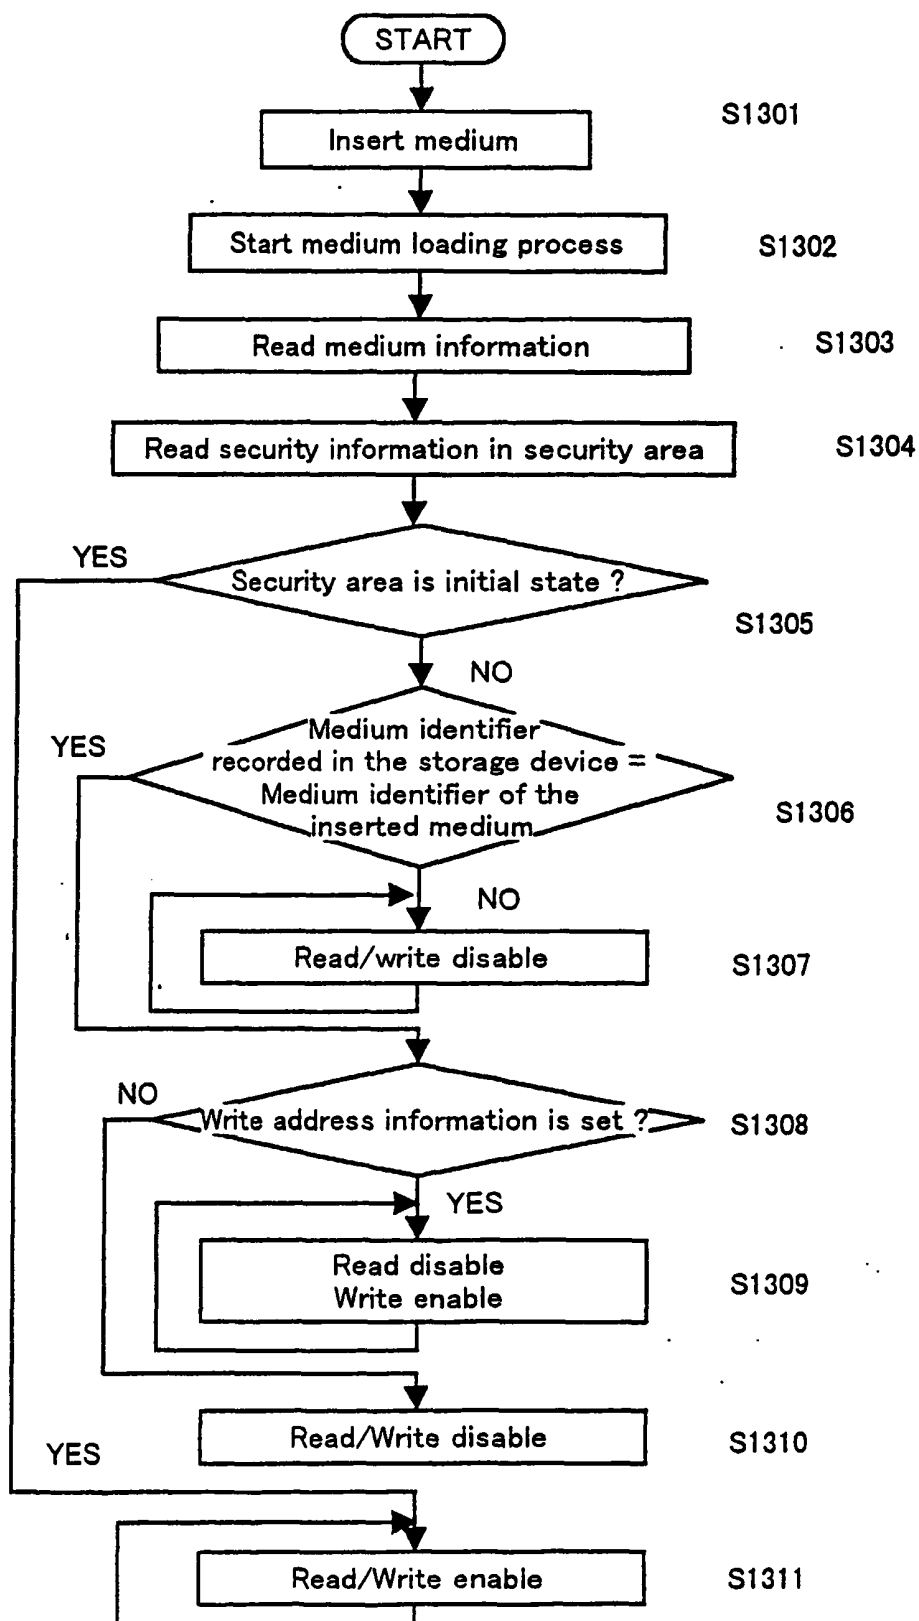 START
S1301
Insert medium
Start medium loading process
S1302
Read medium information
S1303
Read security information in security area
S1304
YES
Security area is initial state ?
S1305
NO
YES
Medium identifier
recorded in the storage device =
Medium identifier of the
inserted medium
S1306
NO
Read/write disable
S1307
NO
Write address information is set ?
S1308
YES
Read disable
Write enable
S1309
Read/Write disable
S1310
YES
Read/Write enable
S1311